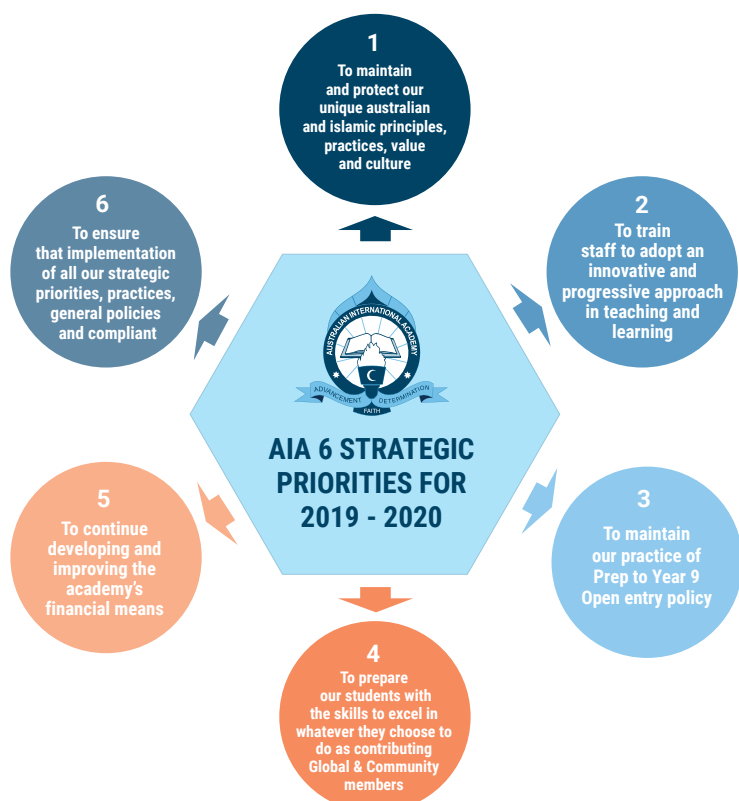 1
To maintain
and protect our
unique australian
and islamic principles,
practices, value
and culture
2
To train
staff to adopt an
innovative and
progressive approach
in teaching and
learning
3
To maintain
our practice of
Prep to Year 9
Open entry policy
4
To prepare
our students with
the skills to excel in
whatever they choose to
do as contributing
Global & Community
members
5
To continue
developing and
improving the
academy's
financial means
6
To ensure
that implementation
of all our strategic
priorities, practices,
general policies
and compliant
AUSTRALIAN INTERNATIONAL ACADEMY
ADVANCEMENT DETERMINATION
FAITH
AIA 6 STRATEGIC
PRIORITIES FOR
2019 - 2020